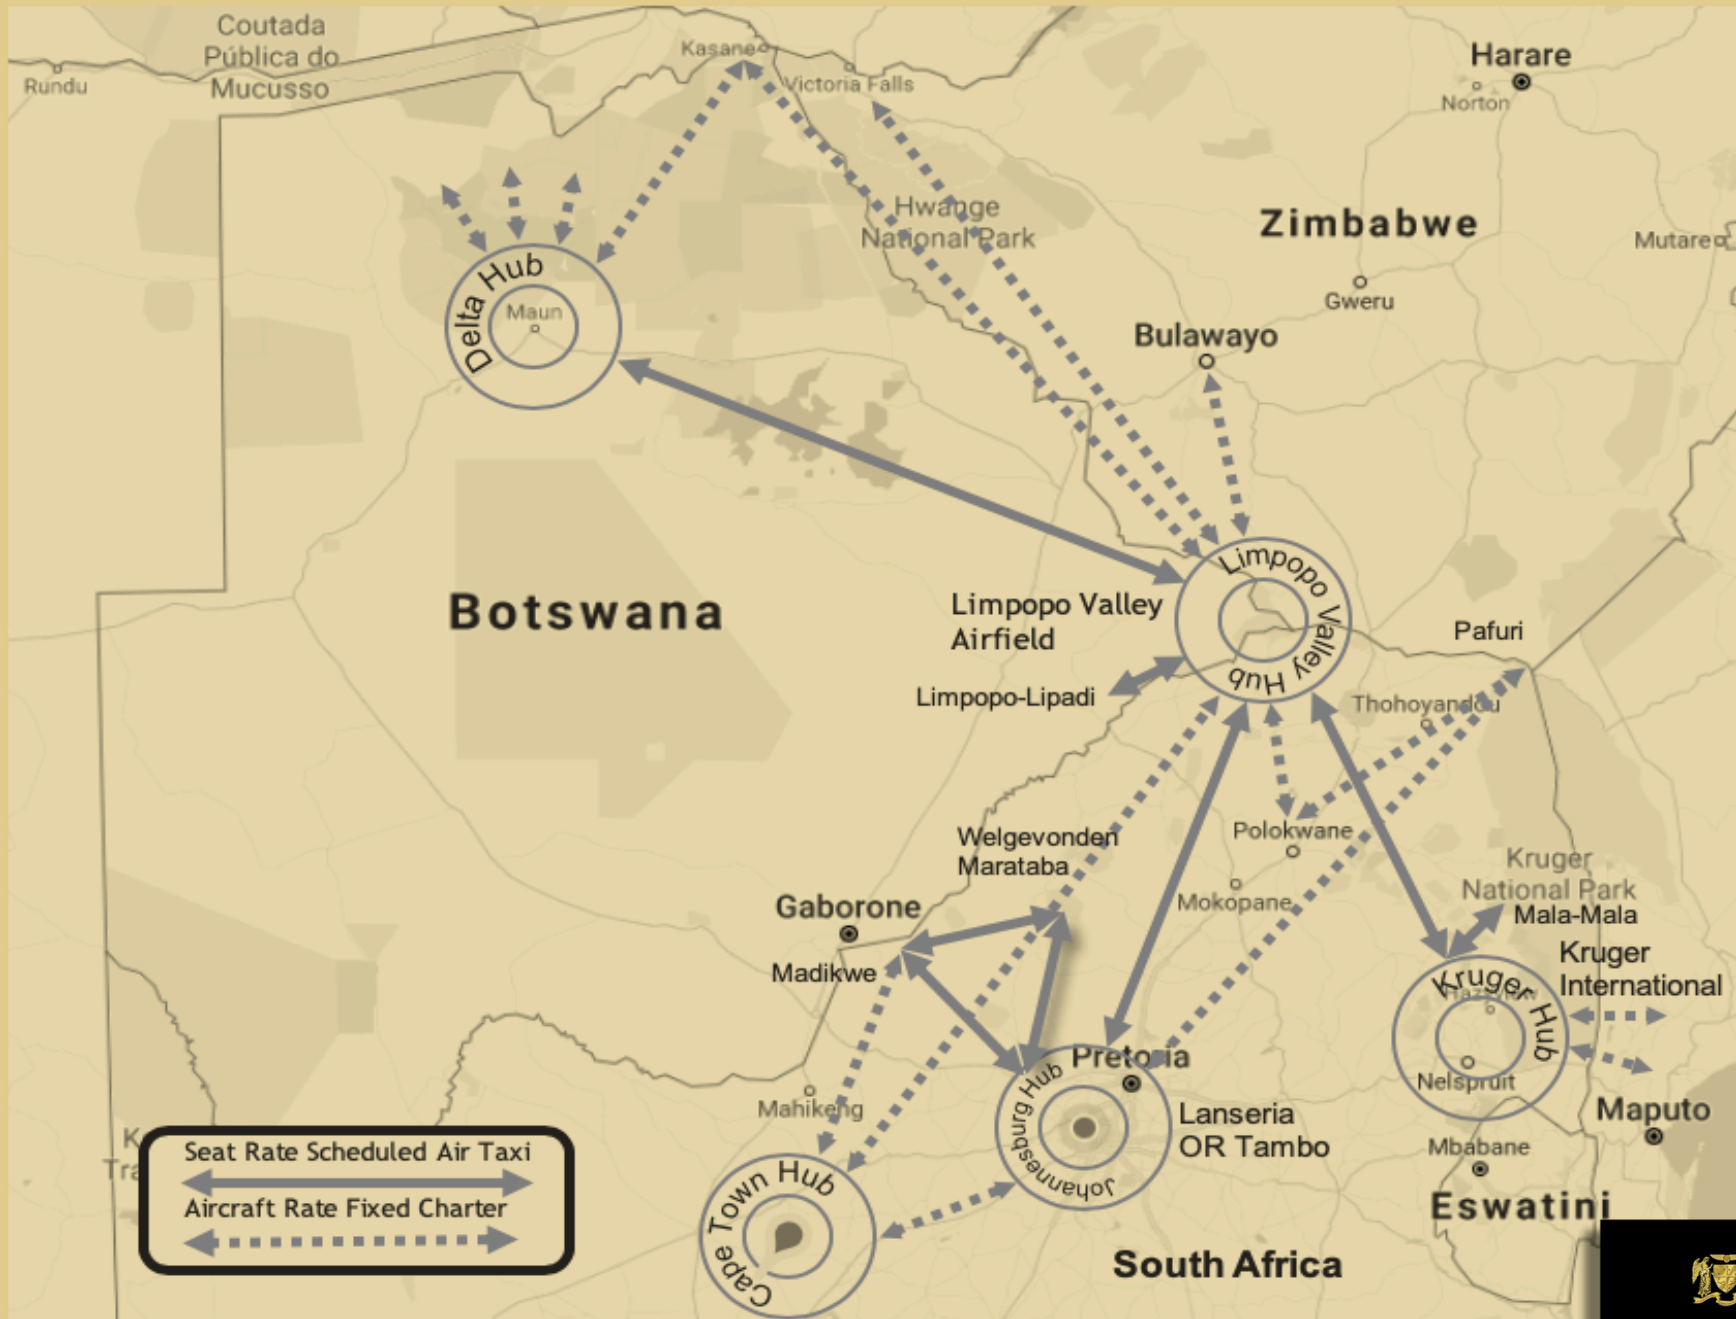 Coutada
Pública do
Mucusso
Rundu
Kasane
Victoria Falls
Harare
Norton
Hwange
National Park
Zimbabwe
Mutare
Delta Hub
Maun
Gweru
Bulawayo
Botswana
Limpopo Valley
Airfield
Limpopo Valley Hub
Pafuri
Limpopo-Lipadi
Thohoyandou
Welgevonden
Marataba
Polokwane
Kruger
National Park
Mokopane
Mala-Mala
Gaborone
Madikwe
Kruger
International
Kruger Hub
Pretoria
Nelspruit
Johannesburg Hub
Mahikeng
Lanseria
OR Tambo
Maputo
Mbabane
Eswatini
Seat Rate Scheduled Air Taxi
Aircraft Rate Fixed Charter
Cape Town Hub
South Africa